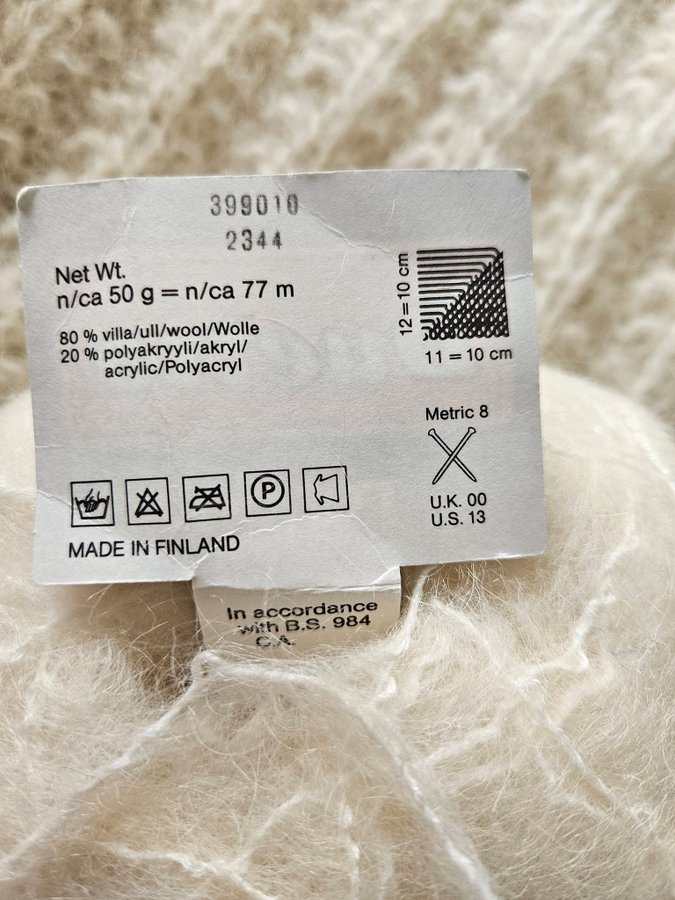 399010
2344
Net Wt.
n/ca 50 g = n/ca 77 m
80 % villa/ull/wool/Wolle
20 % polyakryyli/akryl/
acrylic/Polyacryl
12 = 10 cm
11 = 10 cm
Metric 8
U.K. 00
U.S. 13
P
MADE IN FINLAND
In accordance
with B.S. 984
C.A.